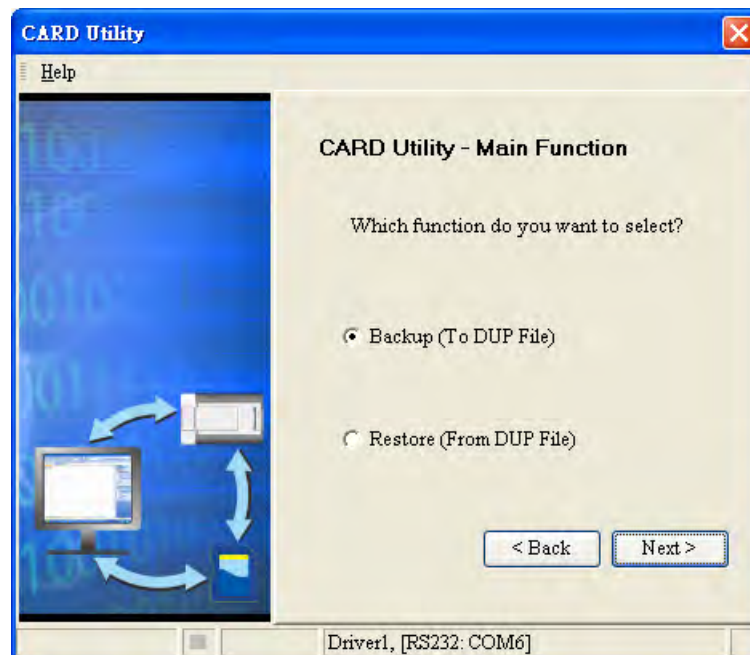 CARD Utility
Help
CARD Utility - Main Function
Which function do you want to select?
Backup (To DUP File)
Restore (From DUP File)
< Back
Next >
Driver1, [RS232: COM6]